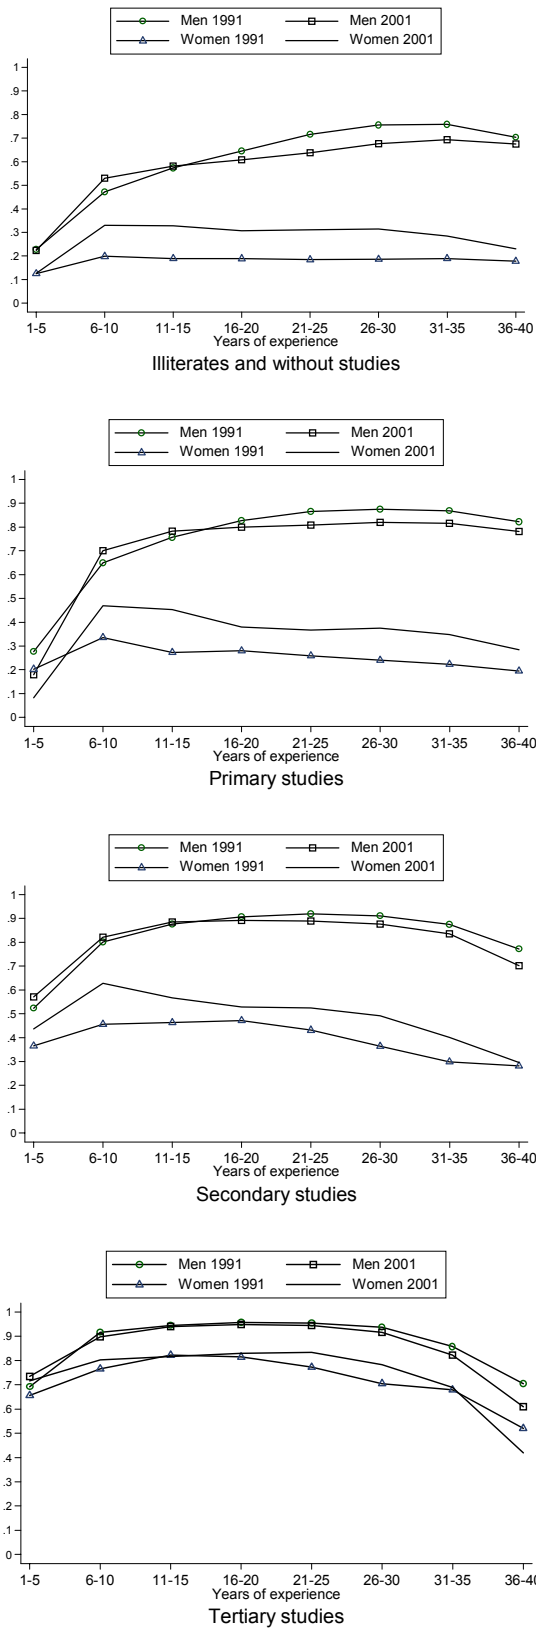 Men 1991 Men 2001
Women 1991 Women 2001
1
.9
.8
.7
.6
.5
.4
.3
.2
.1
0
1-5 6-10 11-15 16-20 21-25 26-30 31-35 36-40
Years of experience
Illiterates and without studies
Men 1991 Men 2001
Women 1991 Women 2001
1
.9
.8
.7
.6
.5
.4
.3
.2
.1
0
1-5 6-10 11-15 16-20 21-25 26-30 31-35 36-40
Years of experience
Primary studies
Men 1991 Men 2001
Women 1991 Women 2001
1
.9
.8
.7
.6
.5
.4
.3
.2
.1
0
1-5 6-10 11-15 16-20 21-25 26-30 31-35 36-40
Years of experience
Secondary studies
Men 1991 Men 2001
Women 1991 Women 2001
1
.9
.8
.7
.6
.5
.4
.3
.2
.1
0
1-5 6-10 11-15 16-20 21-25 26-30 31-35 36-40
Years of experience
Tertiary studies